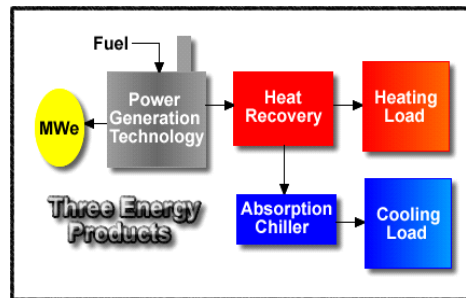 Fuel
Power
Generation
Technology
MWe
Heat
Recovery
Heating
Load
Three Energy
Products
Absorption
Chiller
Cooling
Load